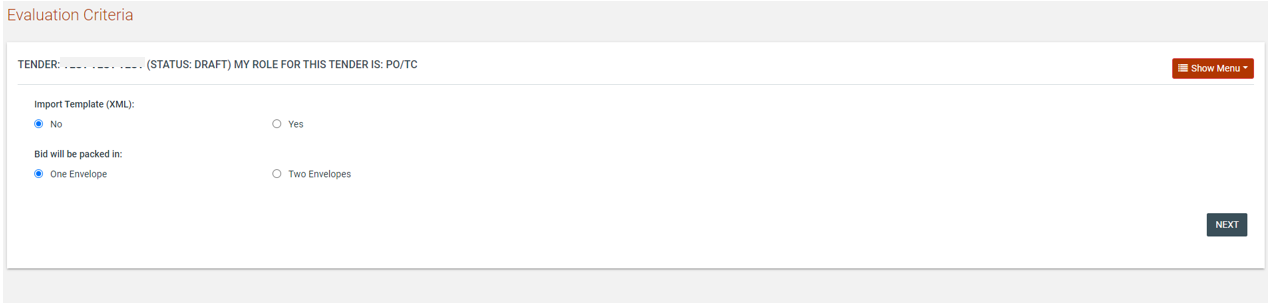 Evaluation Criteria
TENDER: (STATUS: DRAFT) MY ROLE FOR THIS TENDER IS: PO/TC
Show Menu
Import Template (XML):
No Yes
Bid will be packed in:
One Envelope Two Envelopes
NEXT